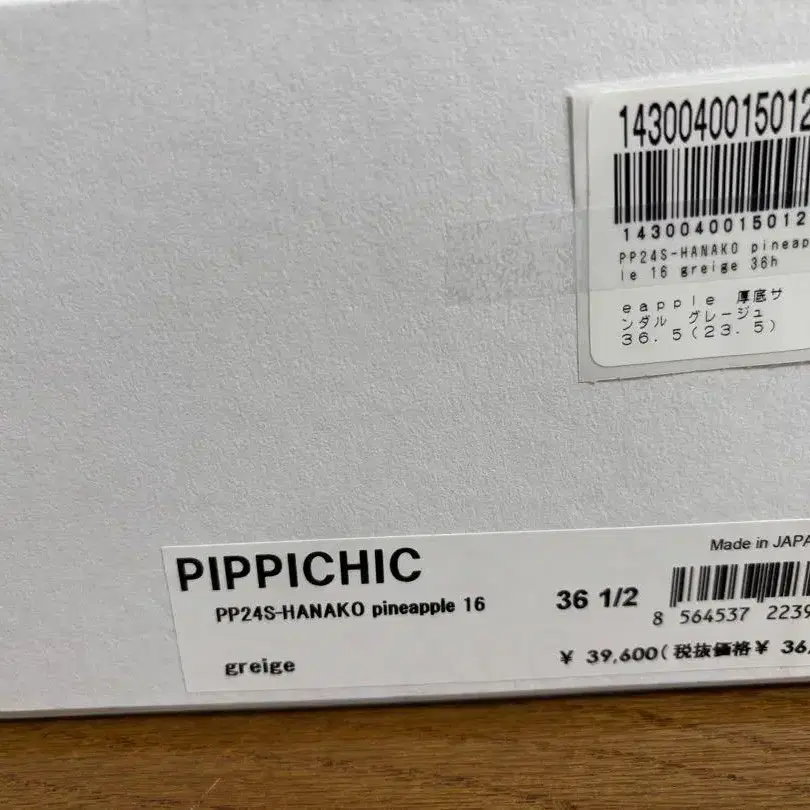 1430040015012
1430040015012
PP24S-HANAKO pineap
le 16 greige 36h
eapple 厚底サ
ンダル グレージュ
36.5(23.5)
Made in JAPA
PIPPICHIC
PP24S-HANAKO pineapple 16
36 1/2
8 564537 2239
greige
¥ 39,600(税抜価格¥ 36,